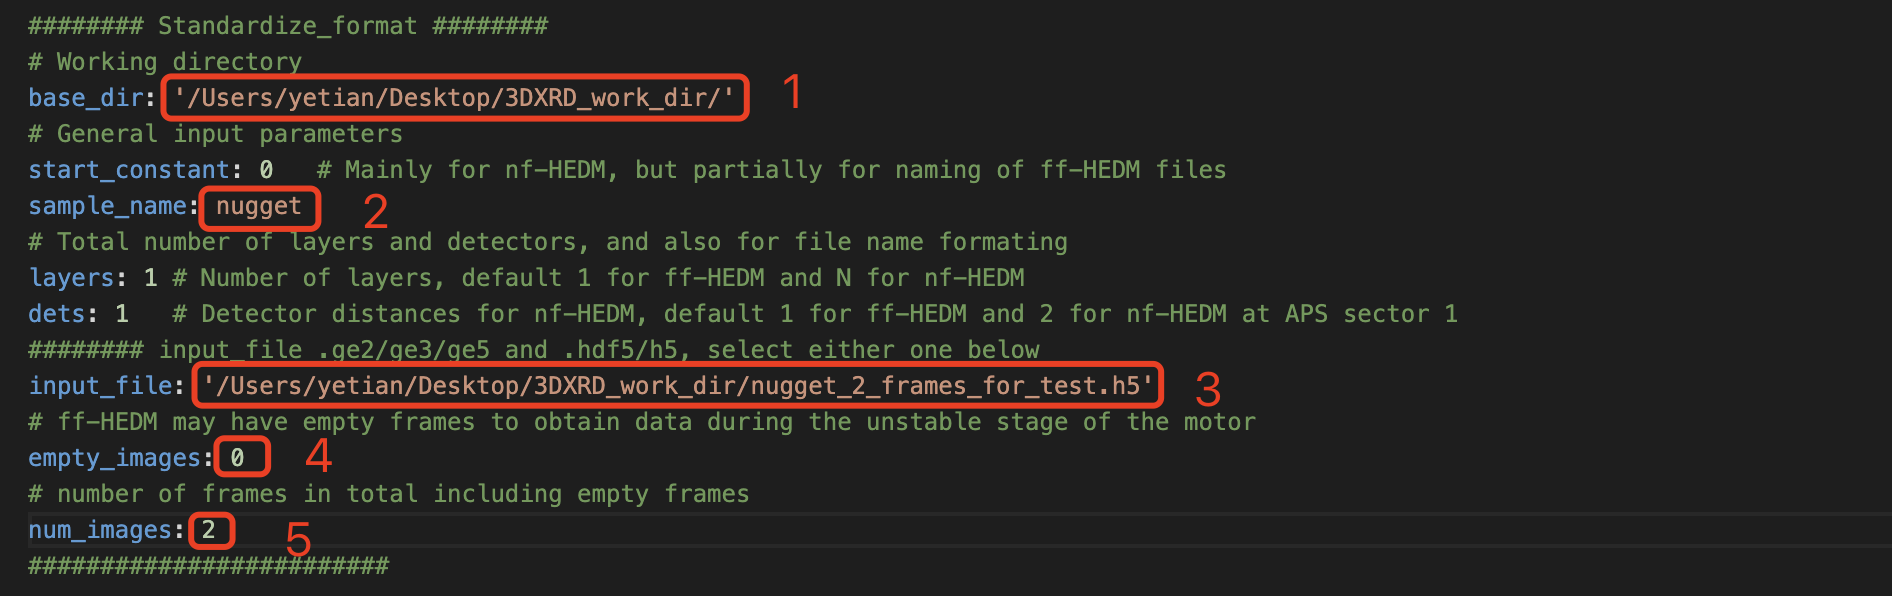 ######## Standardize_format ########
# Working directory
base_dir: '/Users/yetian/Desktop/3DXRD_work_dir/' 1
# General input parameters
start_constant: 0   # Mainly for nf-HEDM, but partially for naming of ff-HEDM files
sample_name: nugget 2
# Total number of layers and detectors, and also for file name formating
layers: 1 # Number of layers, default 1 for ff-HEDM and N for nf-HEDM
dets: 1   # Detector distances for nf-HEDM, default 1 for ff-HEDM and 2 for nf-HEDM at APS sector 1
######## input_file .ge2/ge3/ge5 and .hdf5/h5, select either one below
input_file: '/Users/yetian/Desktop/3DXRD_work_dir/nugget_2_frames_for_test.h5' 3
# ff-HEDM may have empty frames to obtain data during the unstable stage of the motor
empty_images: 0 4
# number of frames in total including empty frames
num_images: 2 5
#########################